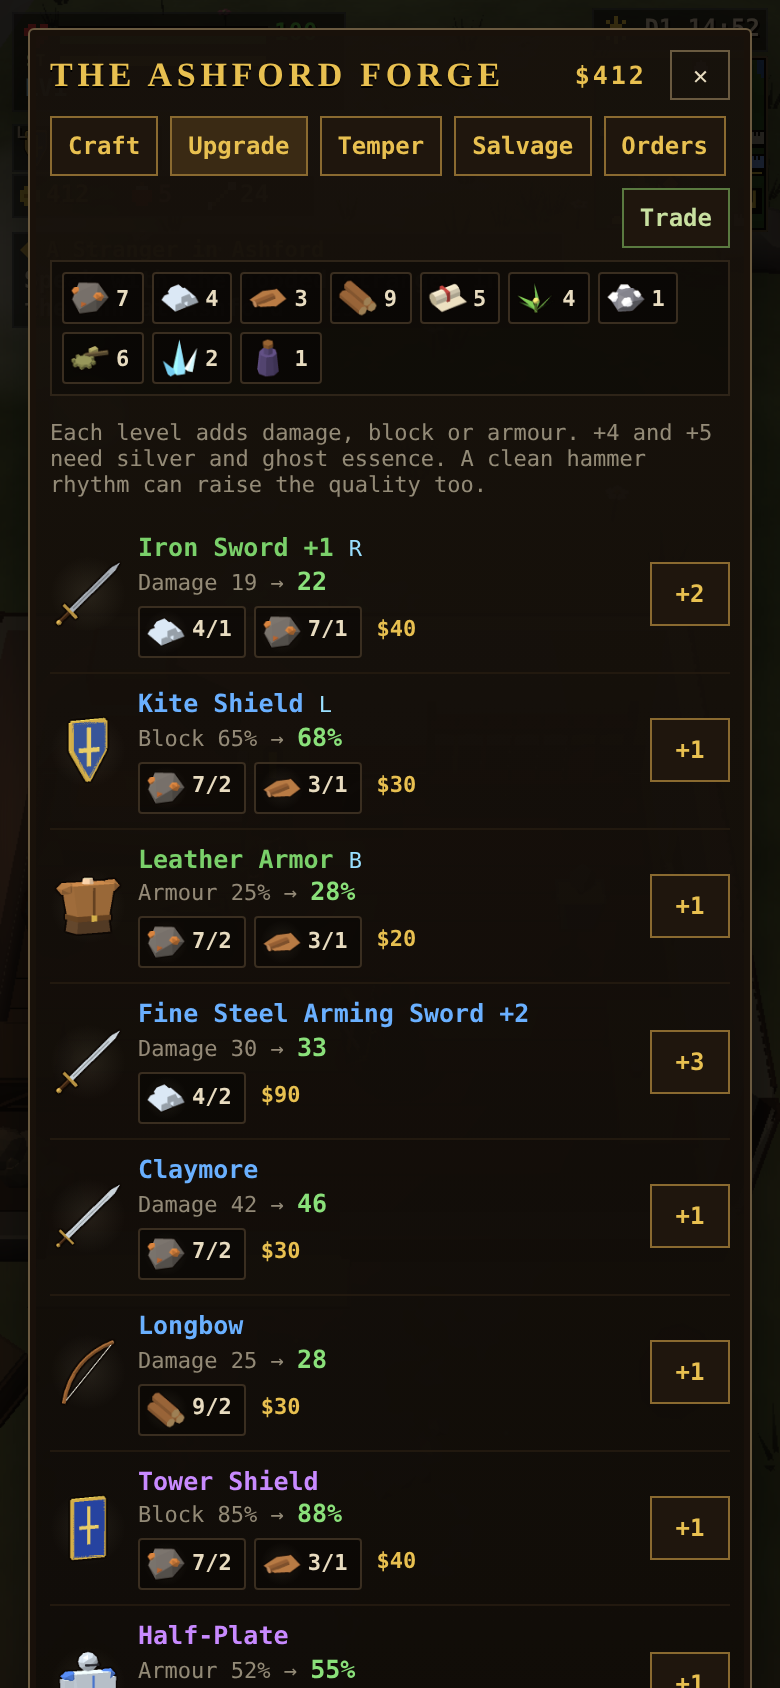 THE ASHFORD FORGE $412 ×
Craft Upgrade Temper Salvage Orders
Trade
7 4 3 9 5 4 1
6 2 1
Each level adds damage, block or armour. +4 and +5
need silver and ghost essence. A clean hammer
rhythm can raise the quality too.
Iron Sword +1 R
Damage 19 → 22
+2
4/1 7/1 $40
Kite Shield L
Block 65% → 68%
+1
7/2 3/1 $30
Leather Armor B
Armour 25% → 28%
+1
7/2 3/1 $20
Fine Steel Arming Sword +2
Damage 30 → 33
+3
4/2 $90
Claymore
Damage 42 → 46
+1
7/2 $30
Longbow
Damage 25 → 28
+1
9/2 $30
Tower Shield
Block 85% → 88%
+1
7/2 3/1 $40
Half-Plate
Armour 52% → 55%
+1